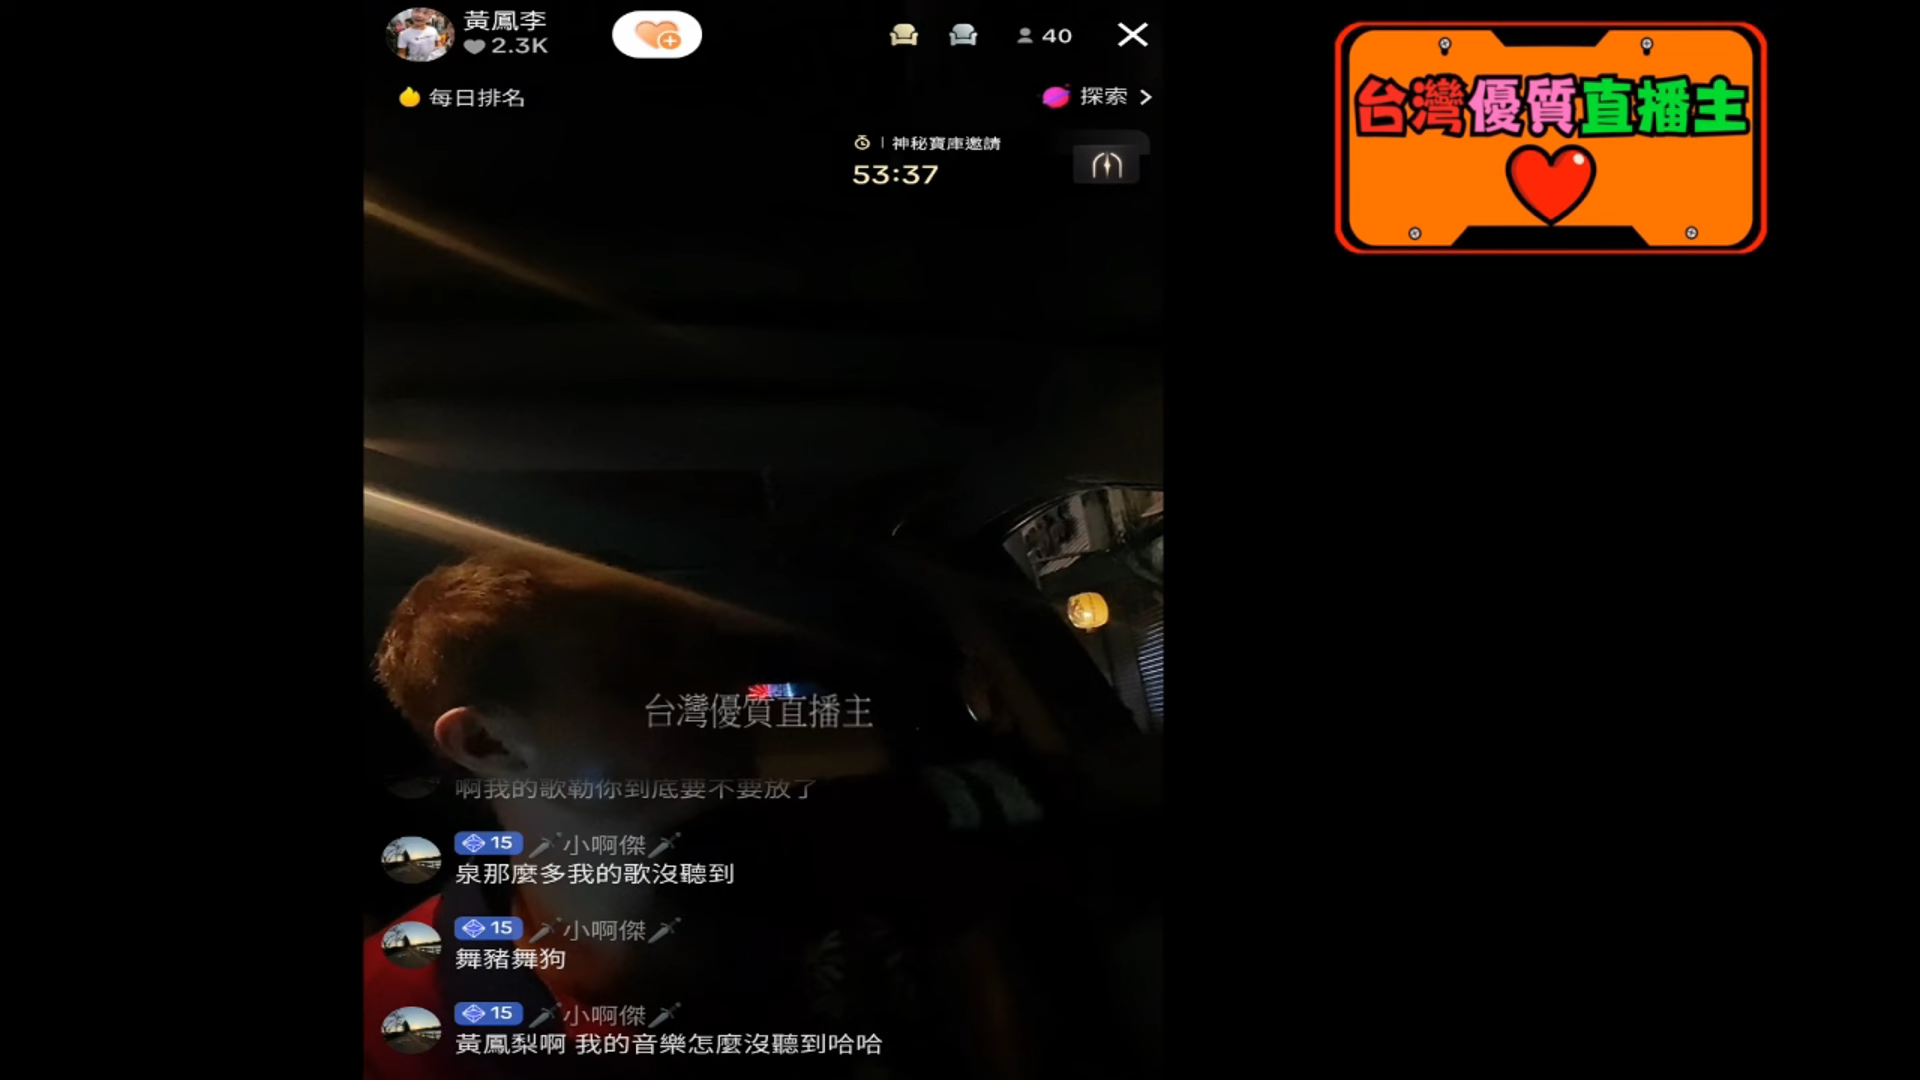 黃鳳李
2.3K
40
每日排名
探索
神秘寶庫邀請
53:37
台灣優質直播主
台灣優質直播主
啊我的歌勒你到底要不要放了
15 小啊傑
泉那麼多我的歌沒聽到
15 小啊傑
舞豬舞狗
15 小啊傑
黃鳳梨啊 我的音樂怎麼沒聽到哈哈